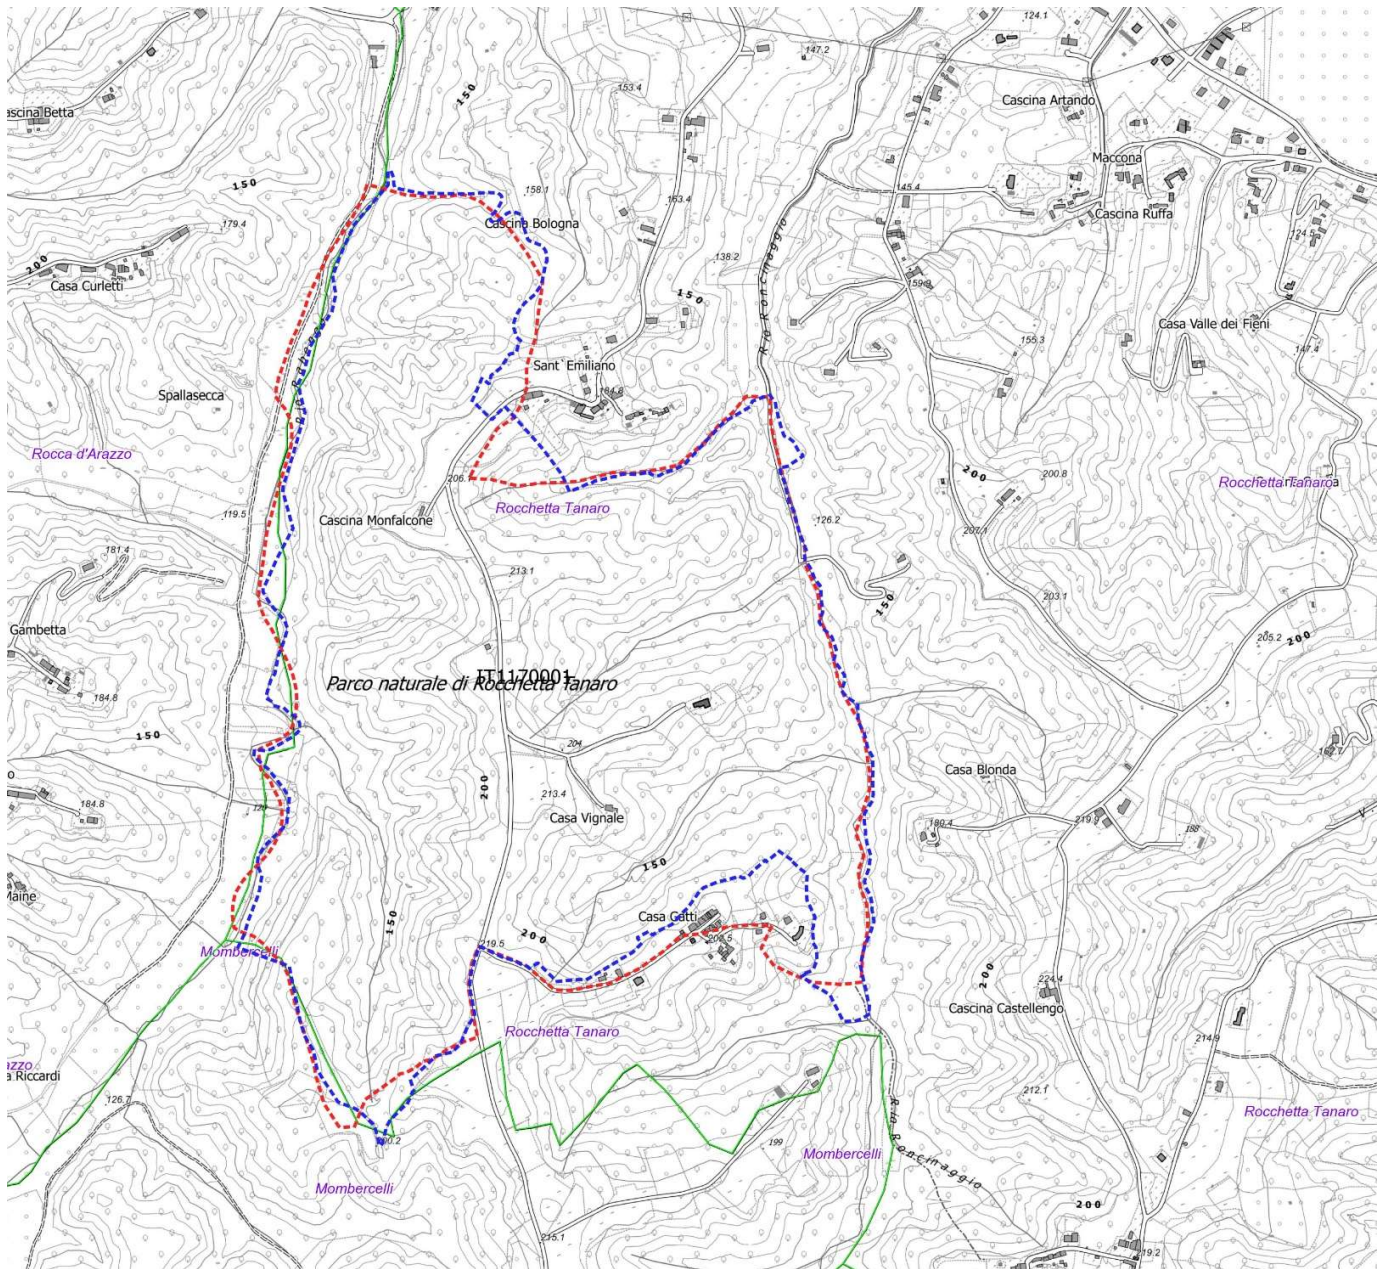 124.1
147.2
150
153.4
Cascina Artando
ascina Betta
Maccona
150
158.1
145.4
163.4
179.4
Cascina Bologna
Cascina Ruffa
Rio Roncinaggio
124.5
200
138.2
Casa Curletti
150
159.9
Casa Valle dei Fieni
155.3
147.4
Sant`Emiliano
184.8
Spallasecca
Rocca d'Arazzo
206.
200
200.8
Rocchetta Tanaro
Rocchetta Tanaro
119.5
Cascina Monfalcone
126.2
207.1
181.4
213.1
150
203.1
Gambetta
205.2
200
IT1170001
Parco naturale di Rocchetta Tanaro
184.8
150
204
162.7
Casa Blonda
200
213.4
184.8
Casa Vignale
219.9
188
150
Maine
150
Casa Gatti
200
219.5
Mombercelli
200
224.4
Cascina Castellengo
Rocchetta Tanaro
214.9
azzo
a Riccardi
126.7
212.1
Rocchetta Tanaro
199
Mombercelli
Rio Roncinaggio
Mombercelli
200
215.1
19.2